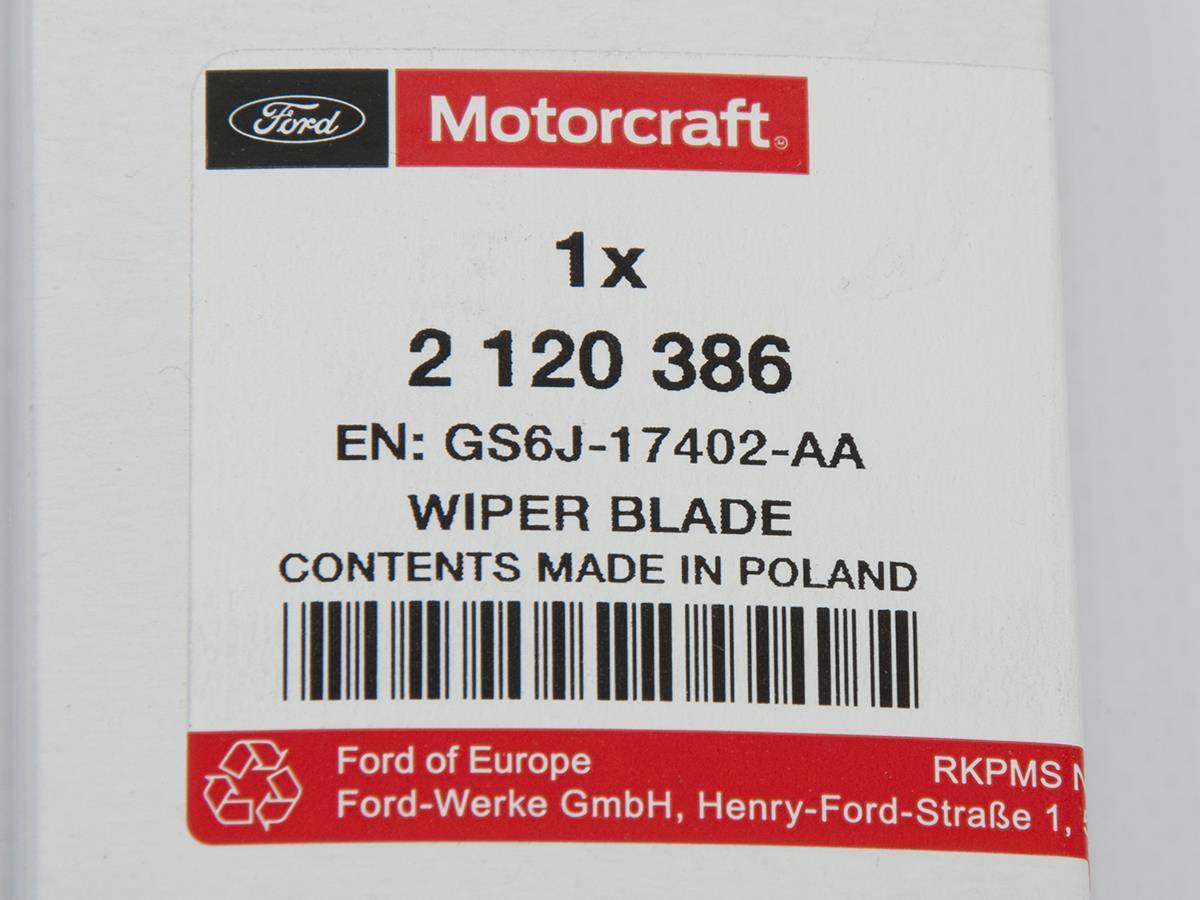 Ford Motorcraft
1x
2 120 386
EN: GS6J-17402-AA
WIPER BLADE
CONTENTS MADE IN POLAND
Ford of Europe RKPMS
Ford-Werke GmbH, Henry-Ford-Straße 1,